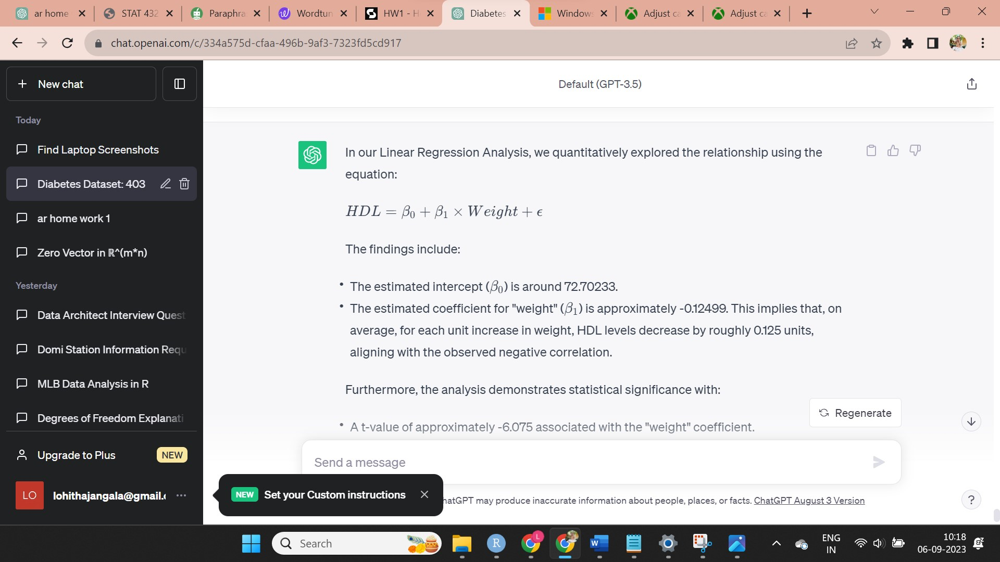 ar home
STAT 432
Paraphra
Wordtun
HW1 - H
Diabetes
Windows
Adjust ca
Adjust ca
chat.openai.com/c/334a575d-cfaa-496b-9af3-7323fd5cd917
New chat
Default (GPT-3.5)
Today
Find Laptop Screenshots
Diabetes Dataset: 403
ar home work 1
Zero Vector in ℝ^(m*n)
Yesterday
Data Architect Interview Quest
Domi Station Information Requ
MLB Data Analysis in R
Degrees of Freedom Explanati
Upgrade to Plus
NEW
LO
lohithajangala@gmail.c
In our Linear Regression Analysis, we quantitatively explored the relationship using the
equation:
HDL = β₀ + β₁ × Weight + ϵ
The findings include:
• The estimated intercept (β₀) is around 72.70233.
• The estimated coefficient for "weight" (β₁) is approximately -0.12499. This implies that, on
average, for each unit increase in weight, HDL levels decrease by roughly 0.125 units,
aligning with the observed negative correlation.
Furthermore, the analysis demonstrates statistical significance with:
• A t-value of approximately -6.075 associated with the "weight" coefficient.
Regenerate
Send a message
NEW Set your Custom instructions
hatGPT may produce inaccurate information about people, places, or facts. ChatGPT August 3 Version
?
Search
R
L
W
ENG
IN
10:18
06-09-2023